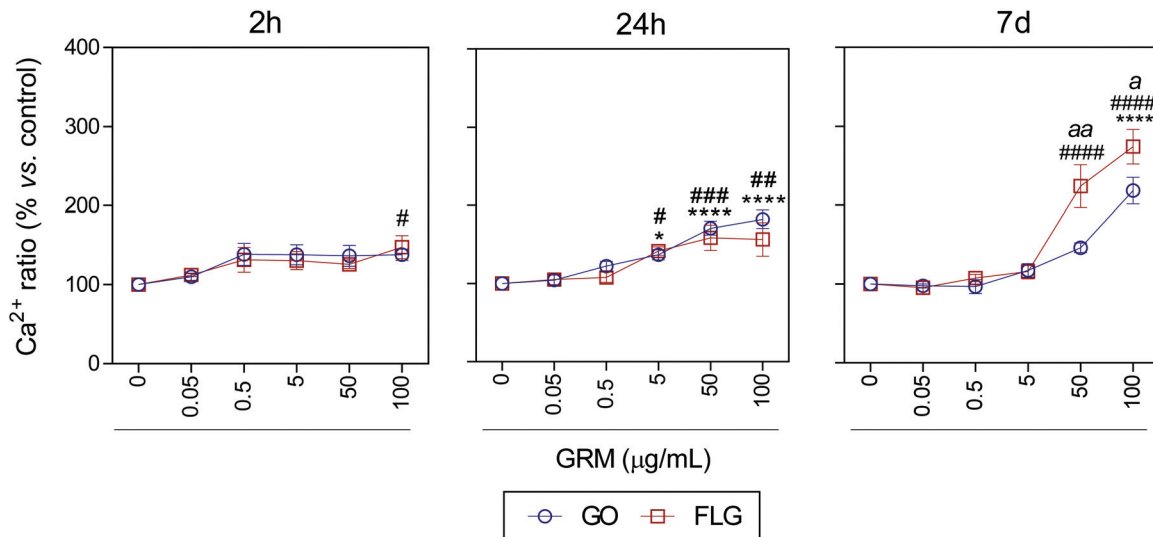 2h
24h
7d
Ca²⁺ ratio (% vs. control)
400
300
200
100
0
#
#
*
###
****
##
****
aa
####
a
####
****
0 0.05 0.5 5 50 100
0 0.05 0.5 5 50 100
0 0.05 0.5 5 50 100
GRM (μg/mL)
GO FLG